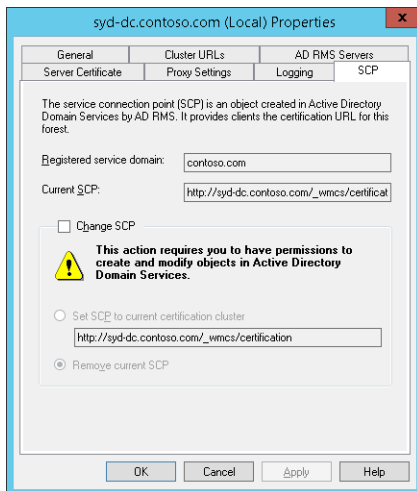 syd-dc.contoso.com (Local) Properties
x
General
Cluster URLs
AD RMS Servers
Server Certificate
Proxy Settings
Logging
SCP
The service connection point (SCP) is an object created in Active Directory
Domain Services by AD RMS. It provides clients the certification URL for this
forest.
Registered service domain:
contoso.com
Current SCP:
http://syd-dc.contoso.com/_wmcs/certificat
Change SCP
This action requires you to have permissions to
create and modify objects in Active Directory
Domain Services.
Set SCP to current certification cluster
http://syd-dc.contoso.com/_wmcs/certification
Remove current SCP
OK
Cancel
Apply
Help